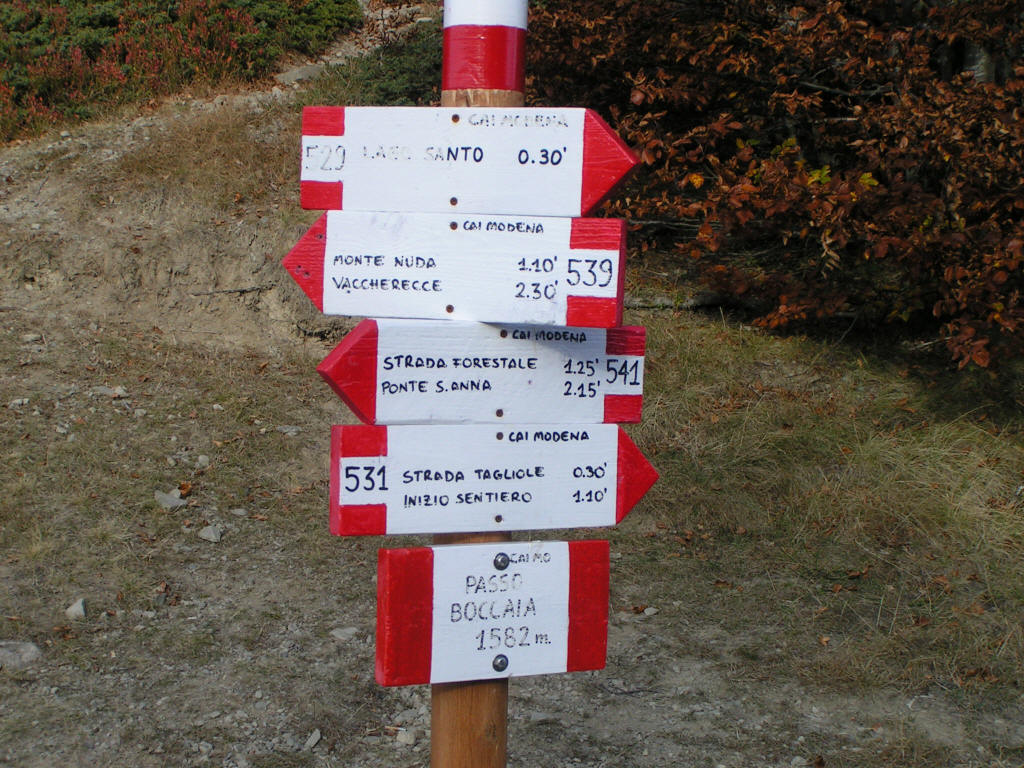 CAI MODENA
529 LAGO SANTO 0.30'
CAI MODENA
MONTE NUDA 1.10'
VACCHERECCE 2.30'
539
CAI MODENA
STRADA FORESTALE 1.25'
PONTE S.ANNA 2.15'
541
CAI MODENA
531
STRADA TAGLIOLE 0.30'
INIZIO SENTIERO 1.10'
CAI MO
PASSO
BOCCAIA
1582 m.